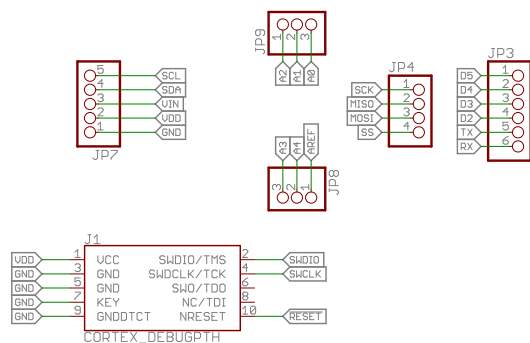 JP9
1 2 3
A2 A1 A0
JP7
5 SCL
4 SDA
3 VIN
2 VDD
1 GND
JP4
SCK 1
MISO 2
MOSI 3
SS 4
JP3
D5 1
D4 2
D3 3
D2 4
TX 5
RX 6
A3 A4 AREF
3 2 1
JP8
J1
VDD 1 VCC SWDIO/TMS 2 SWDIO
GND 3 GND SWDCLK/TCK 4 SWCLK
GND 5 GND SWO/TDO 6
GND 7 KEY NC/TDI 8
GND 9 GNDDTCT NRESET 10 RESET
CORTEX_DEBUGPTH